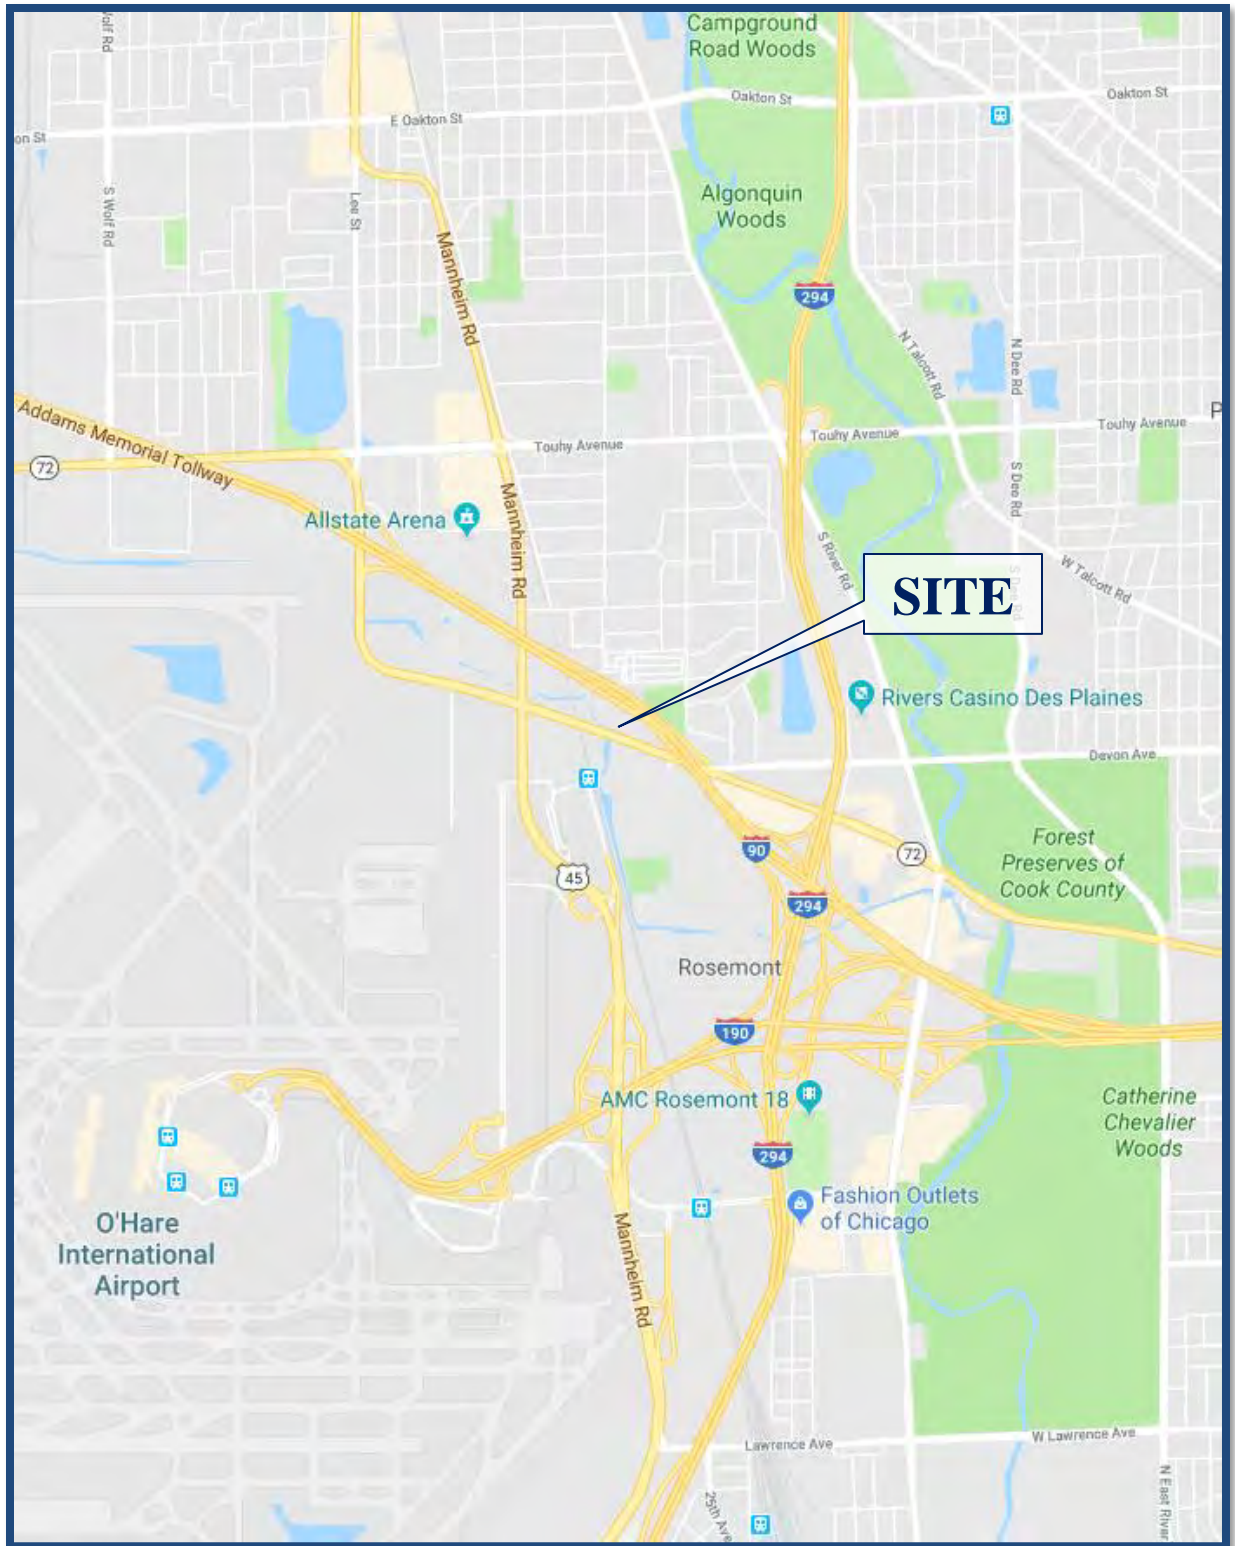 Wolf Rd
Campground
Road Woods
Oakton St
Oakton St
E Oakton St
on St
S Wolf Rd
Lee St
Algonquin
Woods
Mannheim Rd
294
N Talcott Rd
N Dee Rd
Addams Memorial Tollway
72
Touhy Avenue
Touhy Avenue
Touhy Avenue
P
Allstate Arena
Mannheim Rd
S Dee Rd
S River Rd
SITE
S Dee Rd
W Talcott Rd
Rivers Casino Des Plaines
Devon Ave
90
72
45
294
Forest
Preserves of
Cook County
Rosemont
190
AMC Rosemont 18
Catherine
Chevalier
Woods
294
Fashion Outlets
of Chicago
O'Hare
International
Airport
Mannheim Rd
Lawrence Ave
W Lawrence Ave
25th Ave
N East River